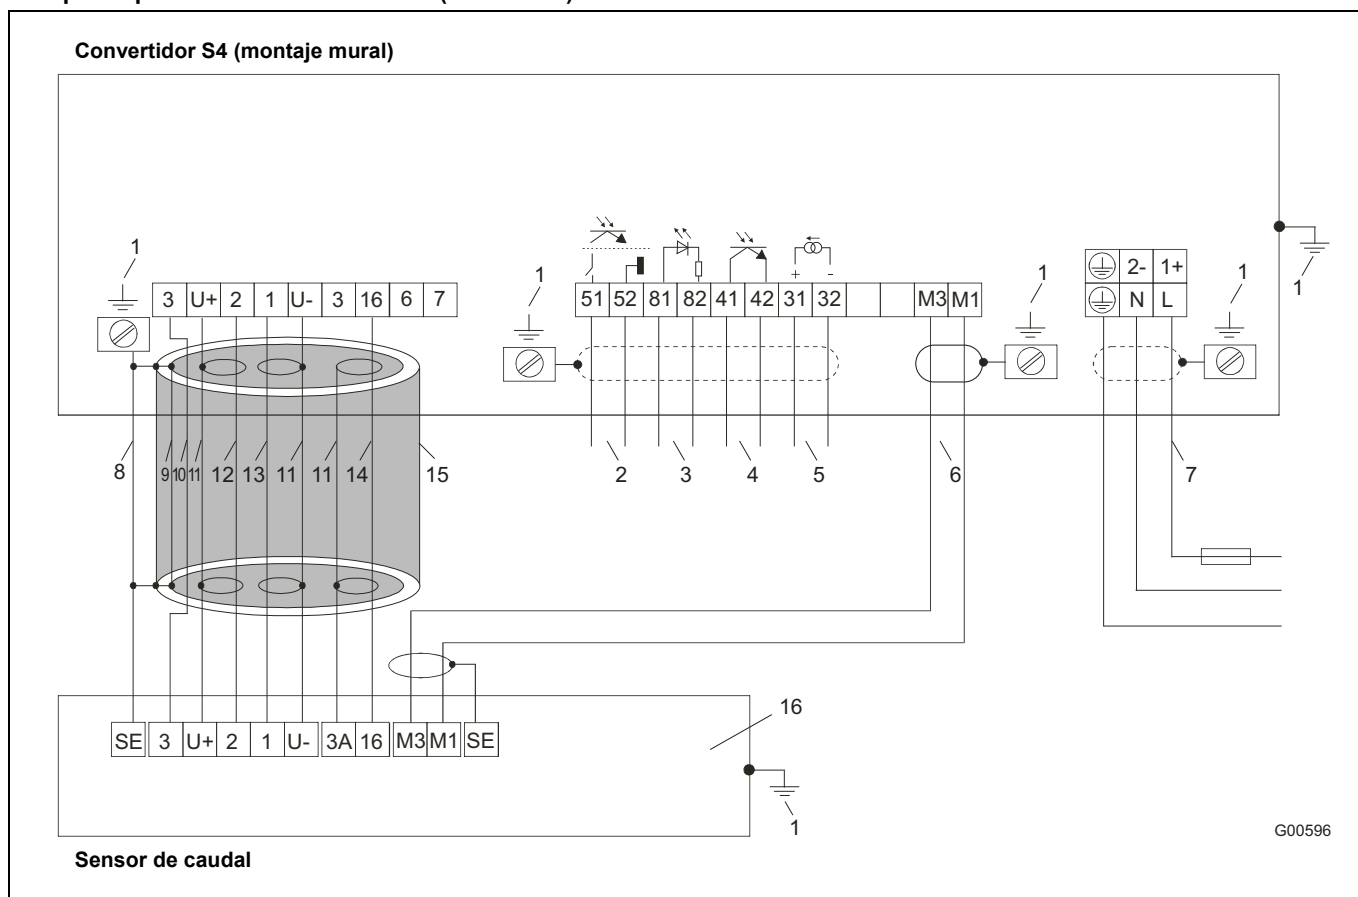 Convertidor S4 (montaje mural)
1
1
1
1
1
2- 1+
+ -
3 U+ 2 1 U- 3 16 6 7
51 52 81 82 41 42 31 32 M3 M1
N L
8 9 10 11 12 13 11 11 14 15
2 3 4 5 6 7
16
SE 3 U+ 2 1 U- 3A 16 M3 M1 SE
1
G00596
Sensor de caudal